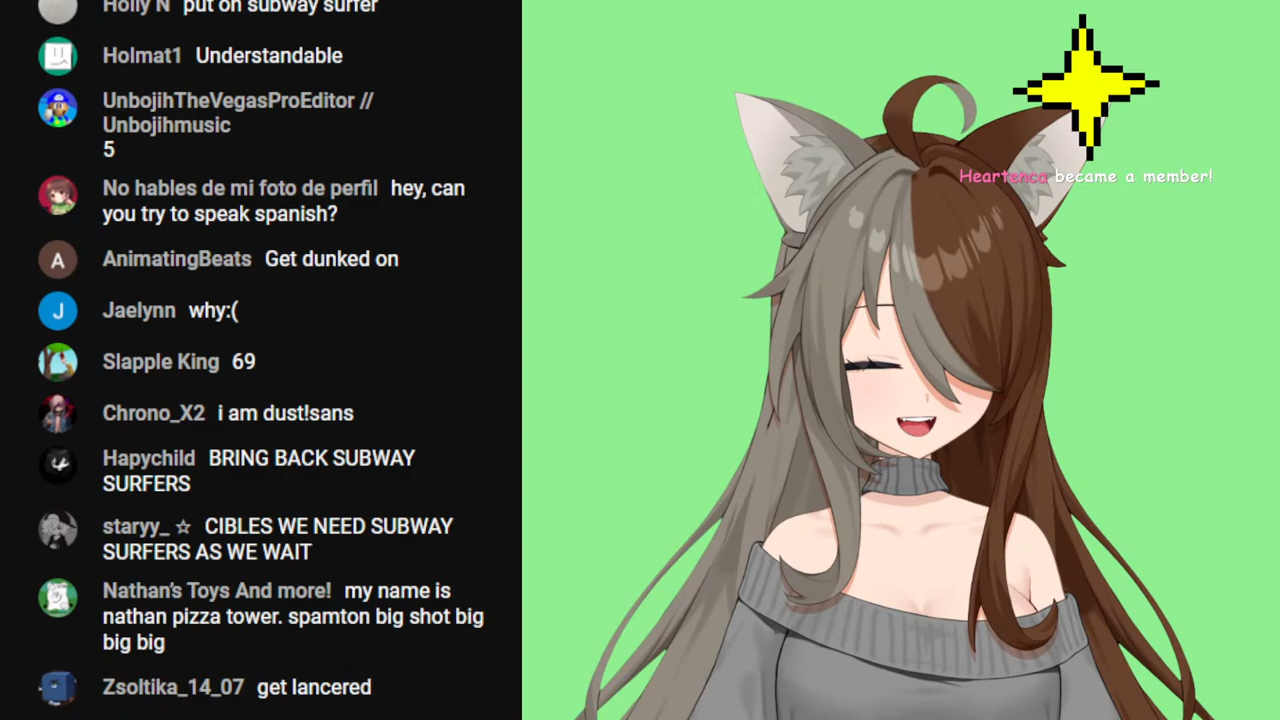 Holly N put on subway surfer
Holmat1 Understandable
UnbojihTheVegasProEditor //
Unbojihmusic
5
No hables de mi foto de perfil hey, can
you try to speak spanish?
A AnimatingBeats Get dunked on
J Jaelynn why:(
Slapple King 69
Chrono_X2 i am dust!sans
Hapychild BRING BACK SUBWAY
SURFERS
staryy_ ☆ CIBLES WE NEED SUBWAY
SURFERS AS WE WAIT
Nathan's Toys And more! my name is
nathan pizza tower. spamton big shot big
big big
Zsoltika_14_07 get lancered
Heartenca became a member!